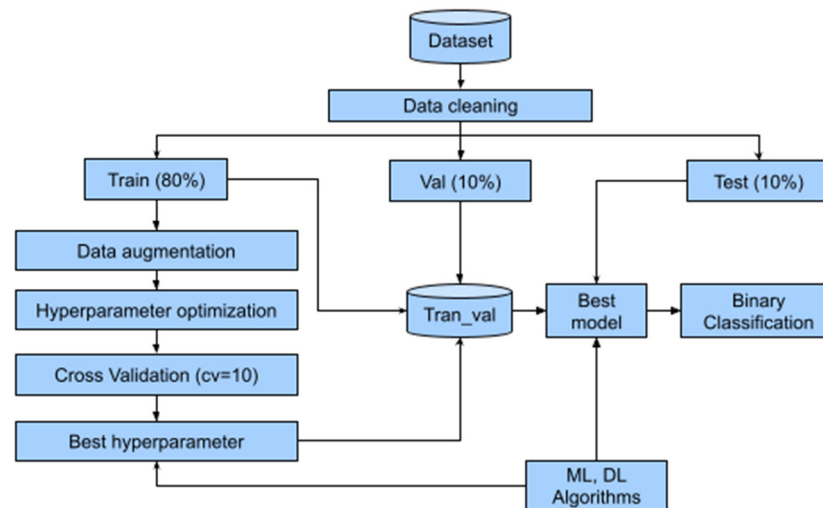 Dataset
Data cleaning
Train (80%)
Val (10%)
Test (10%)
Data augmentation
Hyperparameter optimization
Tran_val
Best
model
Binary
Classification
Cross Validation (cv=10)
Best hyperparameter
ML, DL
Algorithms